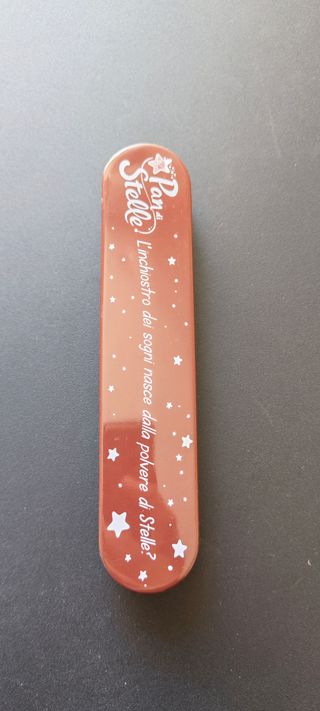 Pan di
Stelle
L'inchiostro dei sogni nasce dalla polvere di Stelle?